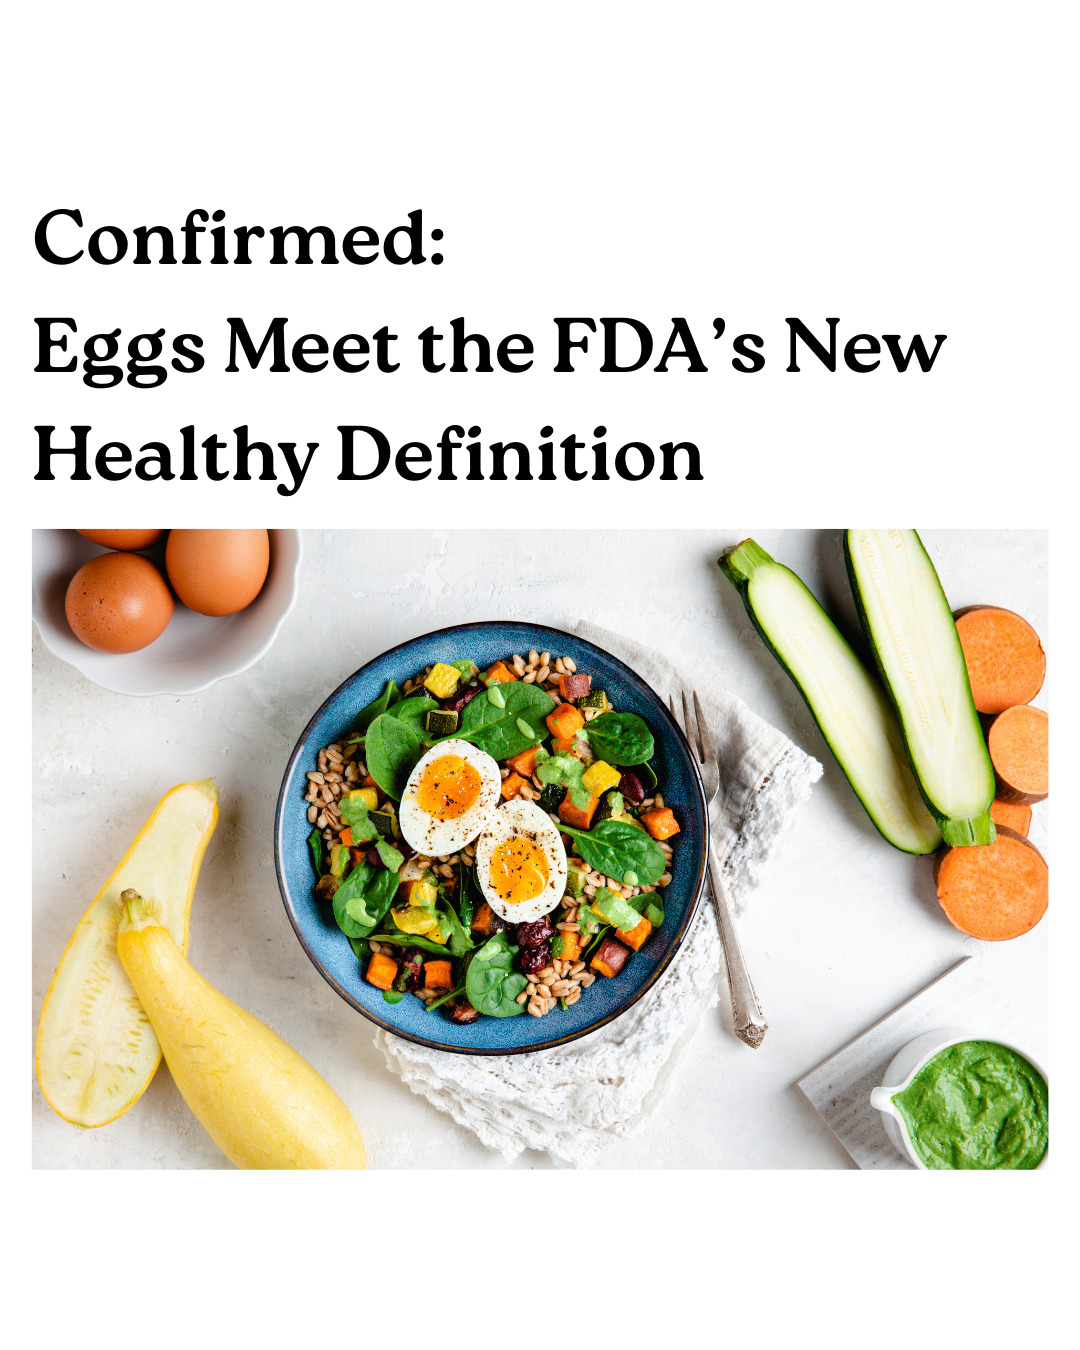 Confirmed:
Eggs Meet the FDA’s New
Healthy Definition